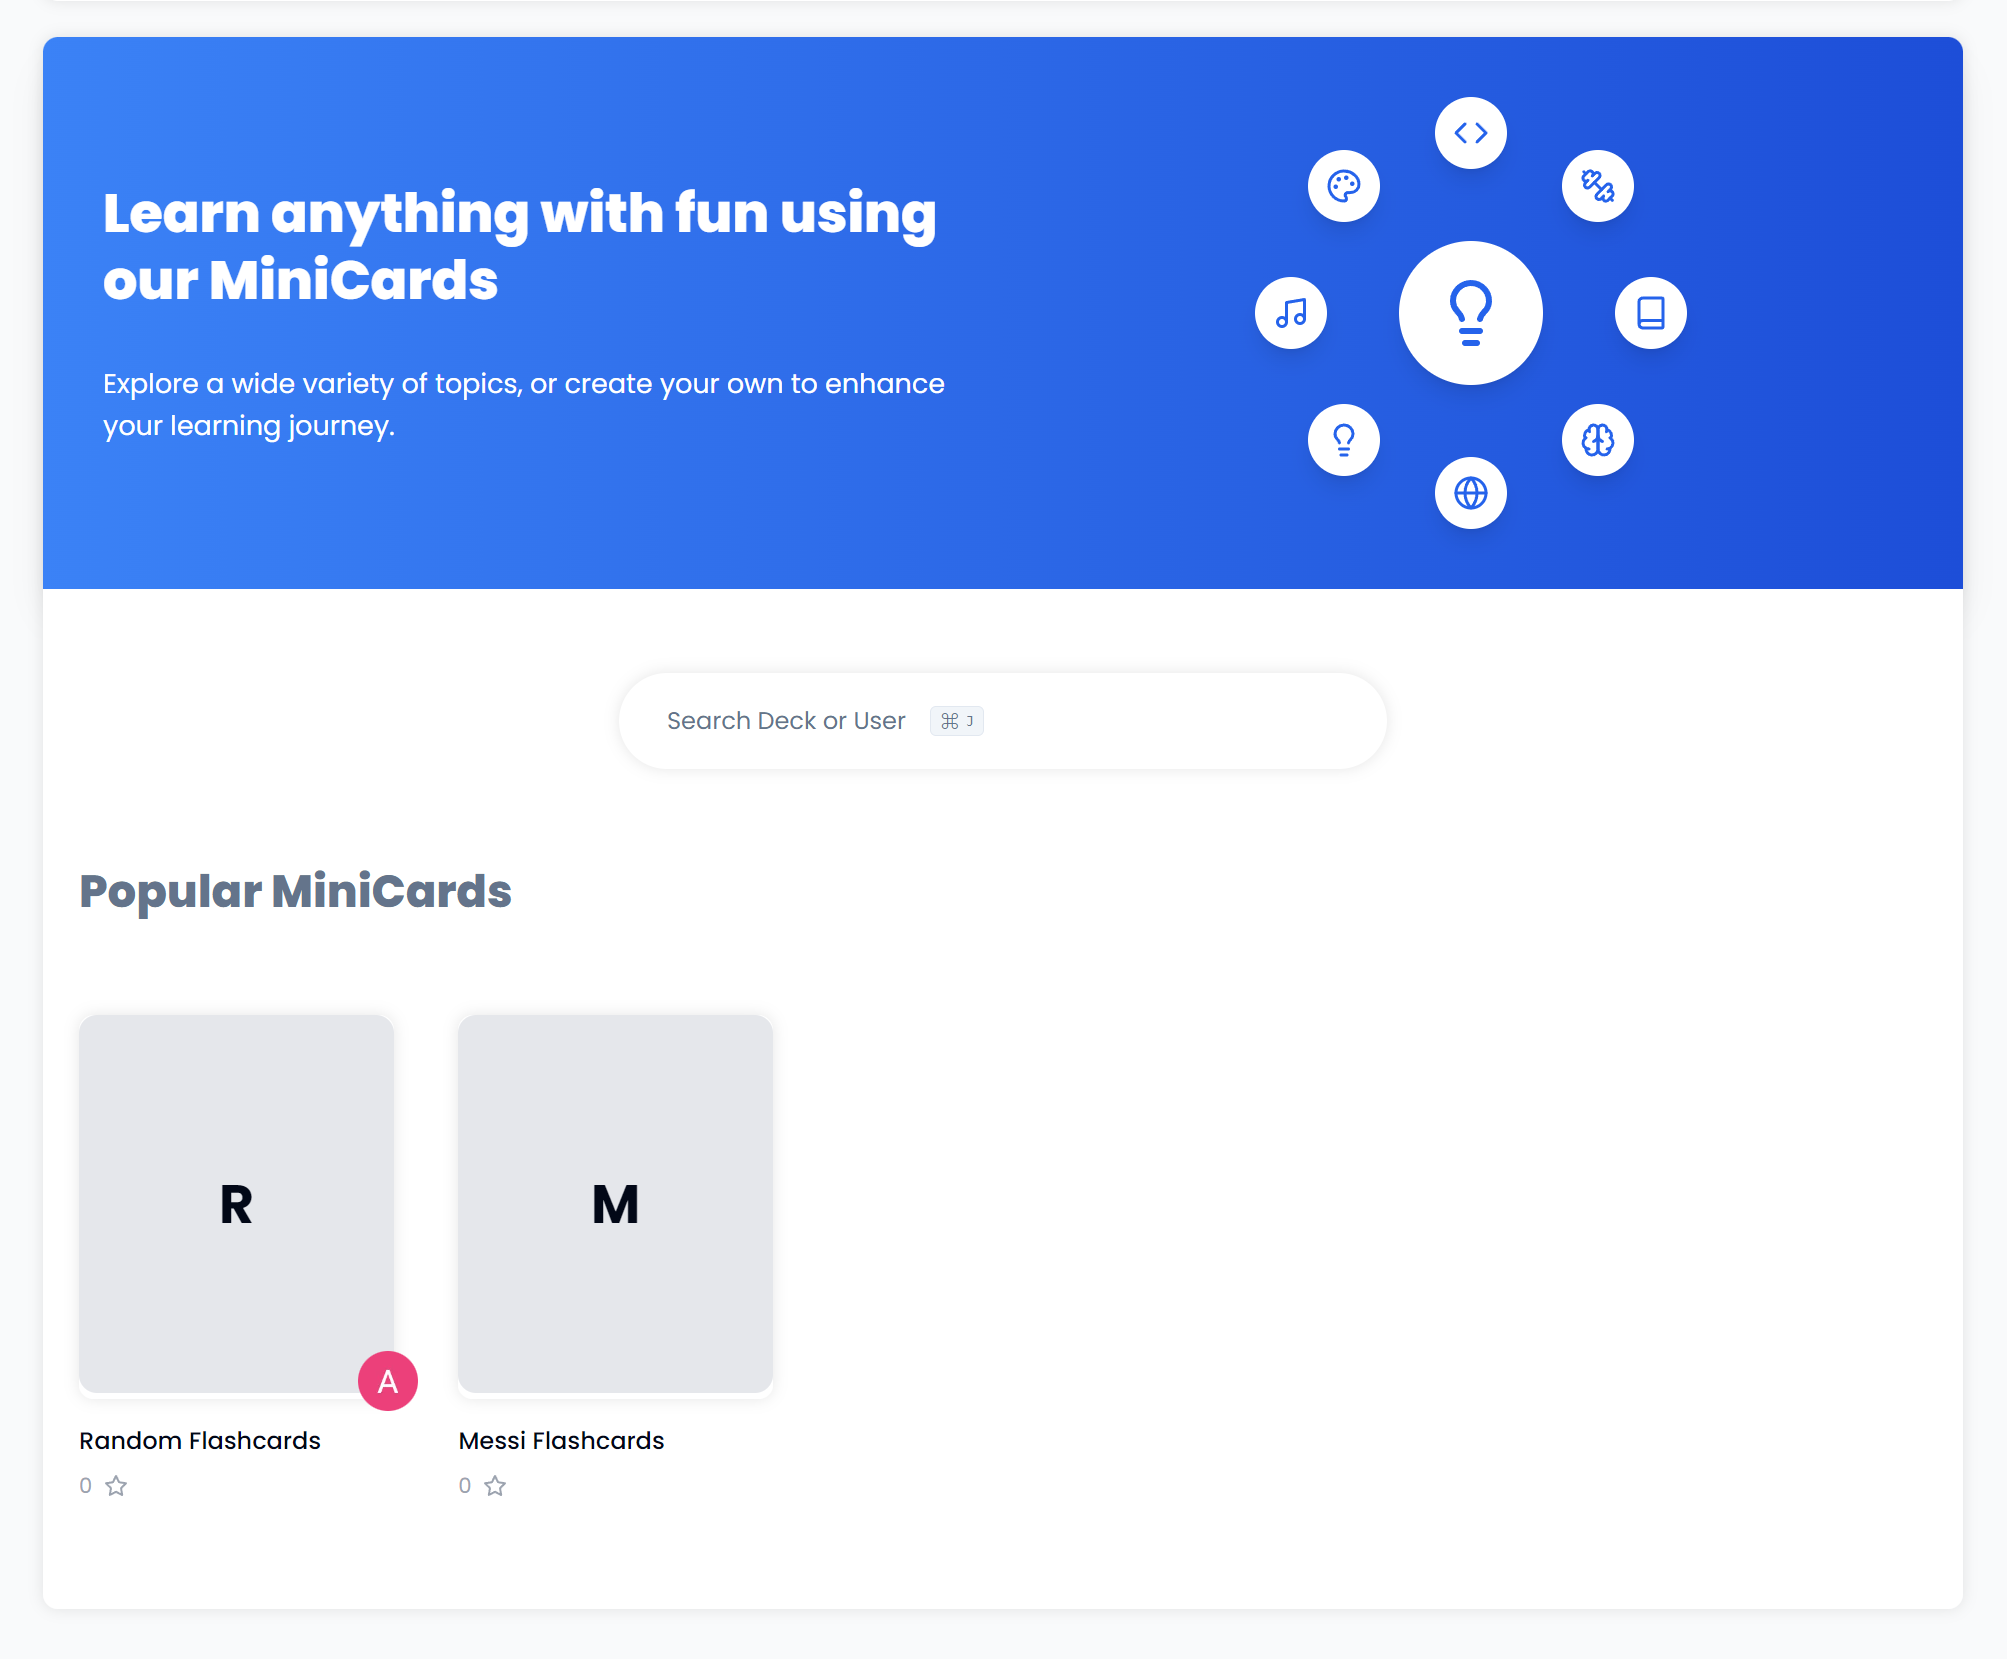 Learn anything with fun using
our MiniCards
Explore a wide variety of topics, or create your own to enhance
your learning journey.
Search Deck or User ⌘ J
Popular MiniCards
R
M
A
Random Flashcards
Messi Flashcards
0
0